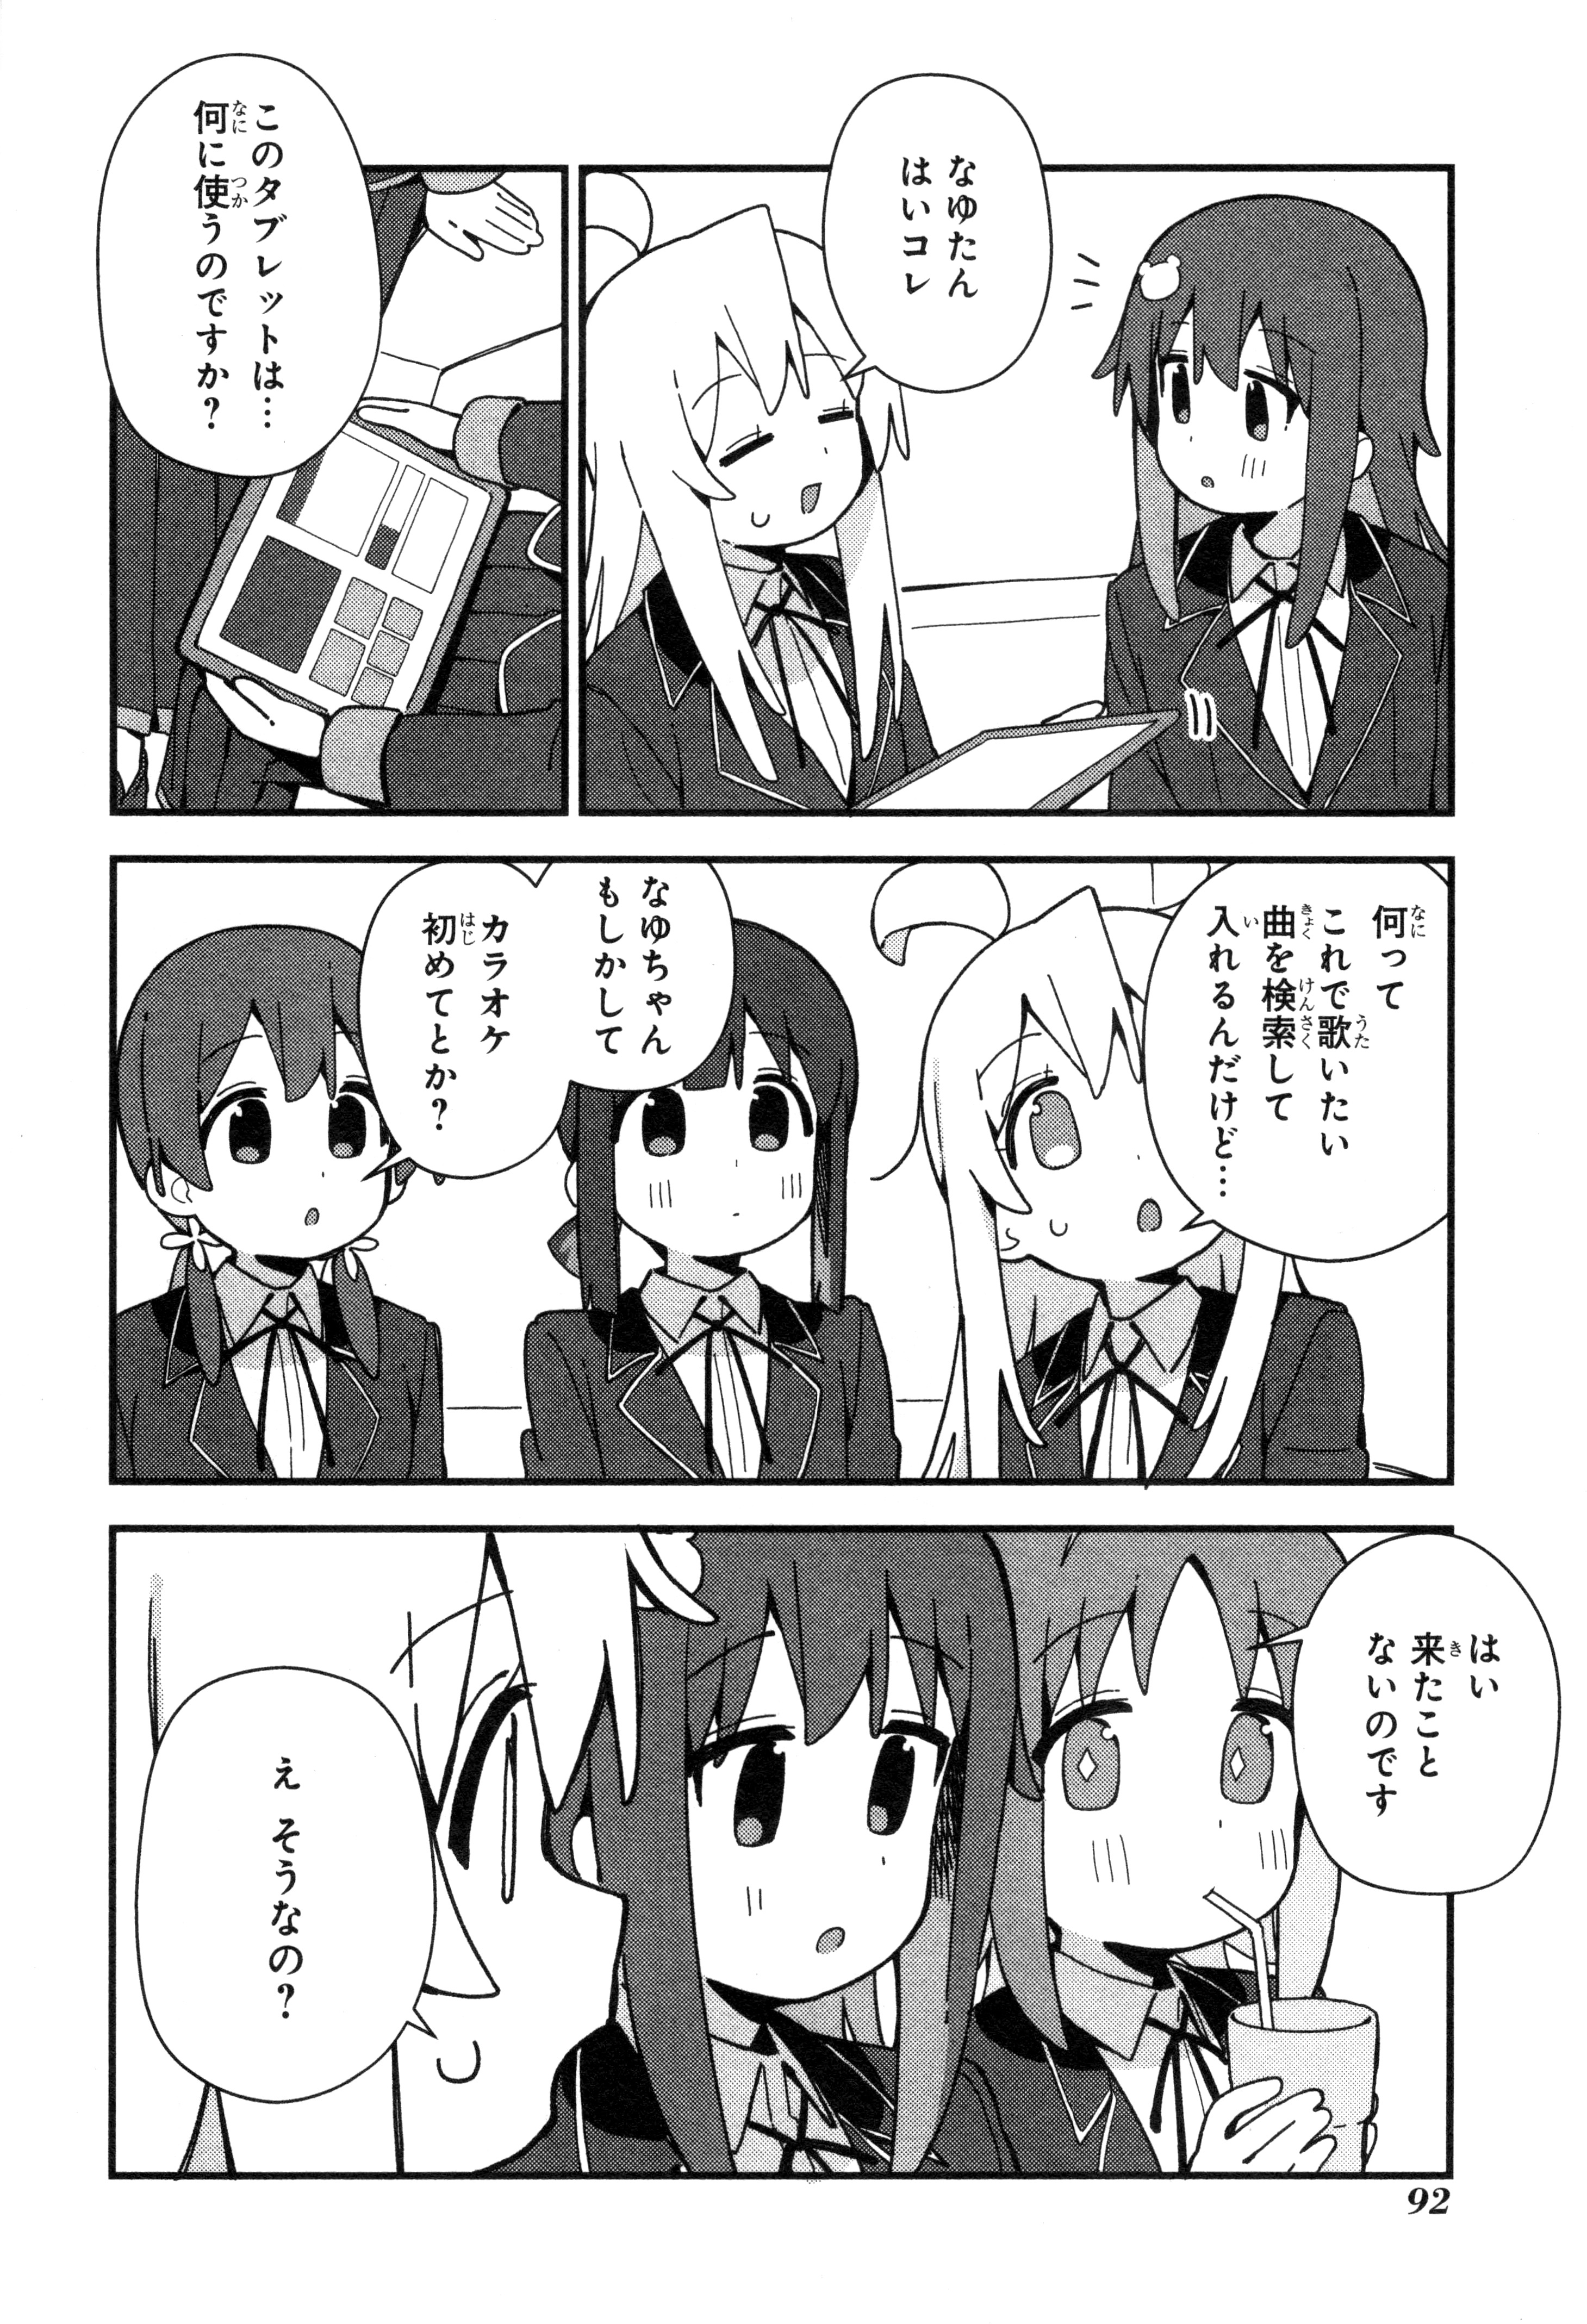 なゆたん
はいコレ
このタブレットは…
何に使うのですか？
何って
これで歌いたい
曲を検索して
入れるんだけど…
なゆちゃん
もしかして
カラオケ
初めてとか？
はい
来たこと
ないのです
え そうなの？
92